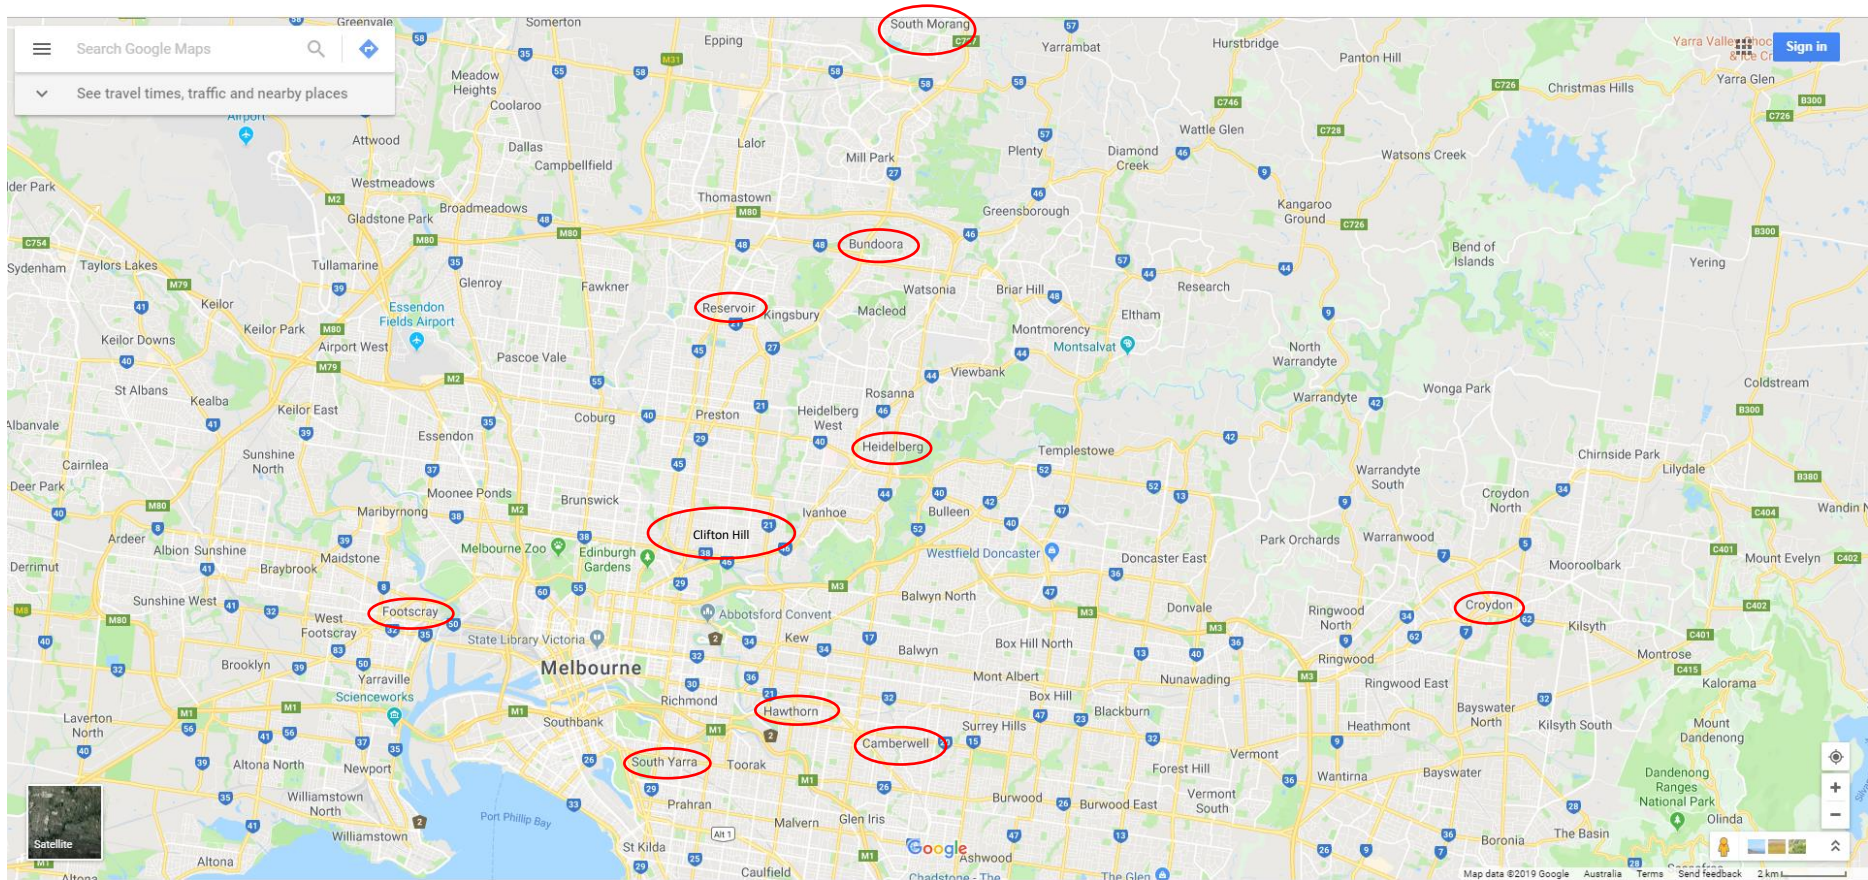 Greenvale
Somerton
South Morang
Search Google Maps
Epping
Yarrambat
Hurstbridge
Panton Hill
Sign in
See travel times, traffic and nearby places
Meadow
Heights
Coolaroo
Christmas Hills
Yarra Glen
Airport
Attwood
Dallas
Campbellfield
Lalor
Mill Park
Plenty
Diamond
Creek
Wattle Glen
Watsons Creek
Westmeadows
Broadmeadows
Thomastown
Greensborough
Kangaroo
Ground
Gladstone Park
Bundoora
Bend of
Islands
Yering
Sydenham
Taylors Lakes
Tullamarine
Glenroy
Fawkner
Watsonia
Briar Hill
Research
Keilor
Essendon
Fields Airport
Reservoir
Kingsbury
Macleod
Eltham
Keilor Park
Montmorency
Montsalvat
North
Warrandyte
Keilor Downs
Airport West
Pascoe Vale
Viewbank
St Albans
Kealba
Rosanna
Warrandyte
Wonga Park
Coldstream
Keilor East
Coburg
Preston
Heidelberg
West
Albanvale
Essendon
Heidelberg
Templestowe
Chirnside Park
Cairnlea
Sunshine
North
Warrandyte
South
Lilydale
Deer Park
Moonee Ponds
Brunswick
Croydon
North
Maribyrnong
Ivanhoe
Bulleen
Wandin N
Ardeer
Albion
Sunshine
Maidstone
Melbourne Zoo
Edinburgh
Gardens
Clifton Hill
Westfield Doncaster
Doncaster East
Park Orchards
Warranwood
Mooroolbark
Mount Evelyn
Derrimut
Braybrook
Sunshine West
West
Footscray
Footscray
State Library Victoria
Abbotsford Convent
Balwyn North
Donvale
Ringwood
North
Croydon
Kilsyth
Kew
Balwyn
Box Hill North
Montrose
Brooklyn
Yarraville
Melbourne
Richmond
Mont Albert
Nunawading
Ringwood
Ringwood East
Kalorama
Scienceworks
Hawthorn
Box Hill
Blackburn
Bayswater
North
Laverton
North
Southbank
Surrey Hills
Heathmont
Kilsyth South
Mount
Dandenong
Camberwell
Altona North
Newport
South Yarra
Toorak
Forest Hill
Vermont
Wantirna
Bayswater
Dandenong
Ranges
National Park
Williamstown
North
Port Phillip Bay
Prahran
Malvern
Glen Iris
Burwood
Burwood East
Vermont
South
Olinda
Williamstown
Alt 1
St Kilda
Google
Ashwood
Boronia
The Basin
Satellite
Altona
Caulfield
Chadstone - The
The Glen
Map data ©2019 Google Australia Terms Send feedback 2 km